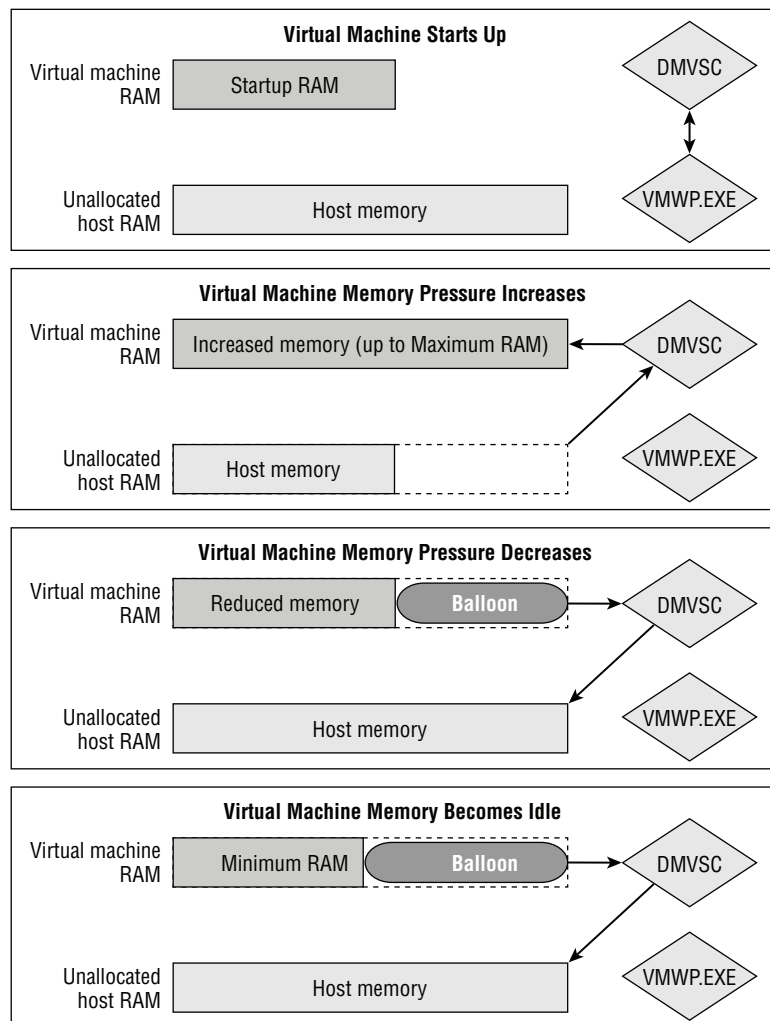 Virtual Machine Starts Up
Virtual machine
RAM
Startup RAM
DMVSC
Unallocated
host RAM
Host memory
VMWP.EXE
Virtual Machine Memory Pressure Increases
Virtual machine
RAM
Increased memory (up to Maximum RAM)
DMVSC
Unallocated
host RAM
Host memory
VMWP.EXE
Virtual Machine Memory Pressure Decreases
Virtual machine
RAM
Reduced memory
Balloon
DMVSC
Unallocated
host RAM
Host memory
VMWP.EXE
Virtual Machine Memory Becomes Idle
Virtual machine
RAM
Minimum RAM
Balloon
DMVSC
Unallocated
host RAM
Host memory
VMWP.EXE